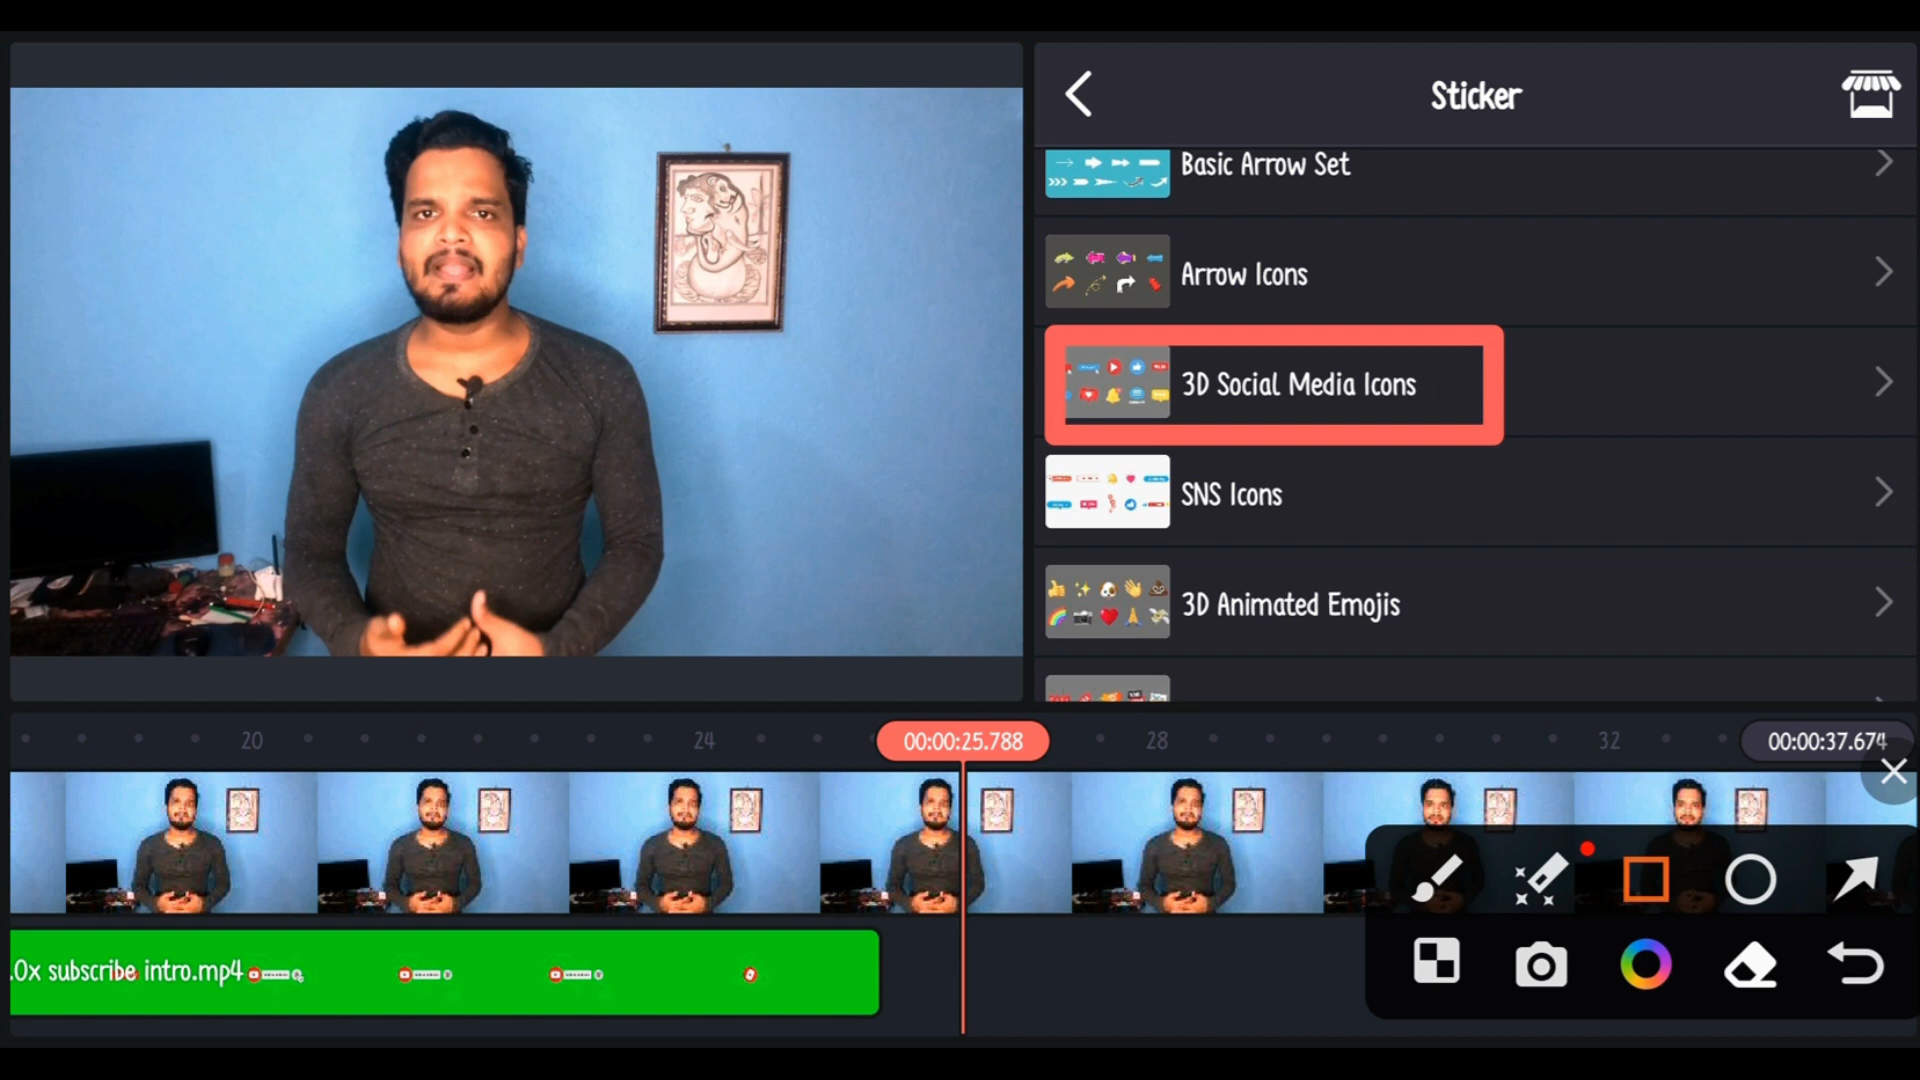 Sticker
Basic Arrow Set
Arrow Icons
3D Social Media Icons
SNS Icons
3D Animated Emojis
20
24
00:00:25.788
28
32
00:00:37.674
.0x subscribe intro.mp4